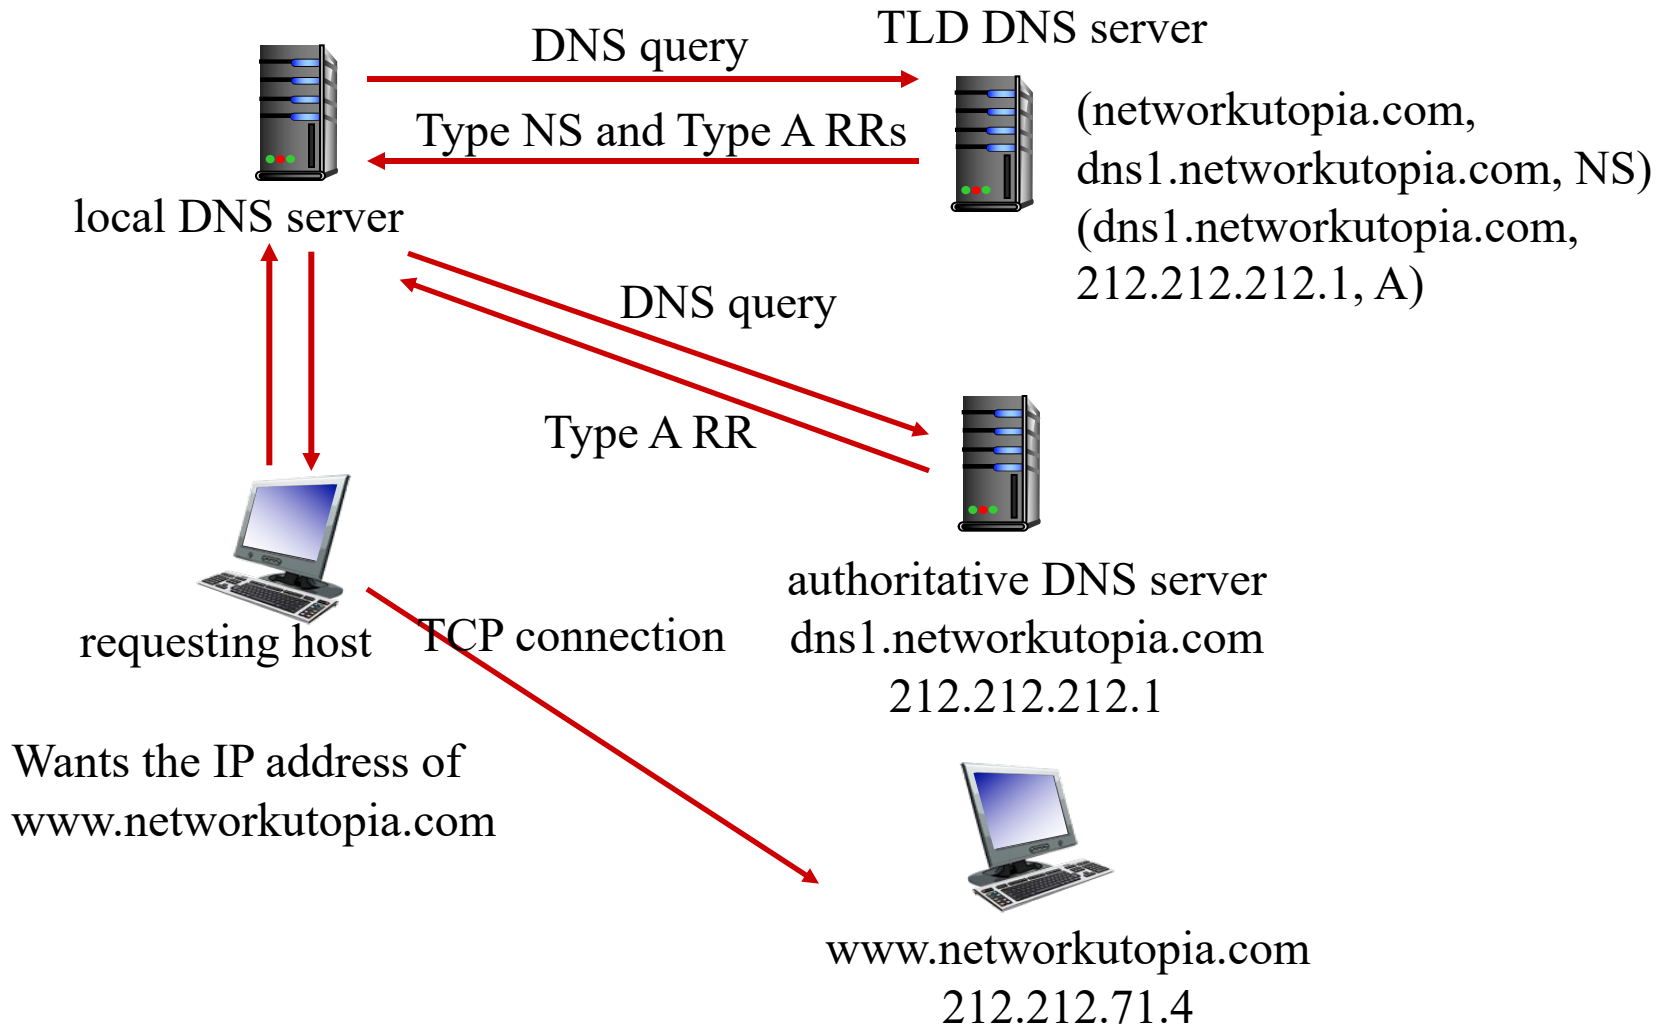 DNS query
TLD DNS server
Type NS and Type A RRs
(networkutopia.com,
dns1.networkutopia.com, NS)
(dns1.networkutopia.com,
212.212.212.1, A)
local DNS server
DNS query
Type A RR
authoritative DNS server
dns1.networkutopia.com
212.212.212.1
requesting host
TCP connection
Wants the IP address of
www.networkutopia.com
www.networkutopia.com
212.212.71.4